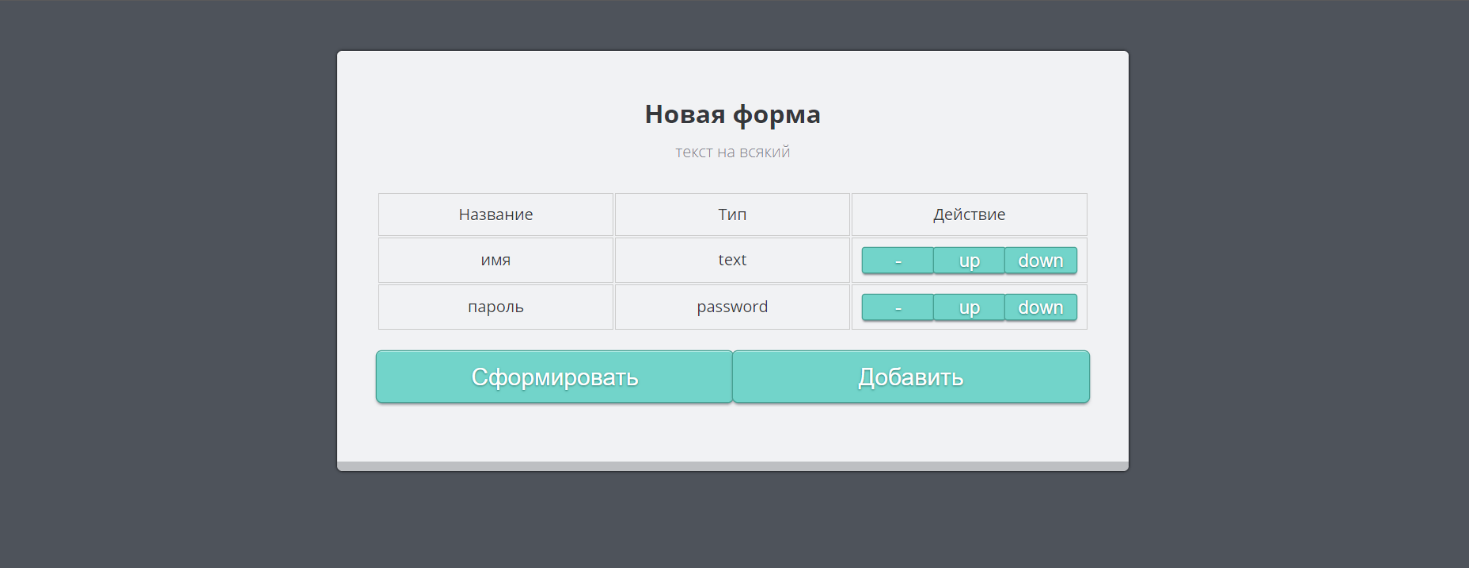 Новая форма
текст на всякий
Название Тип Действие
имя text - up down
пароль password - up down
Сформировать Добавить